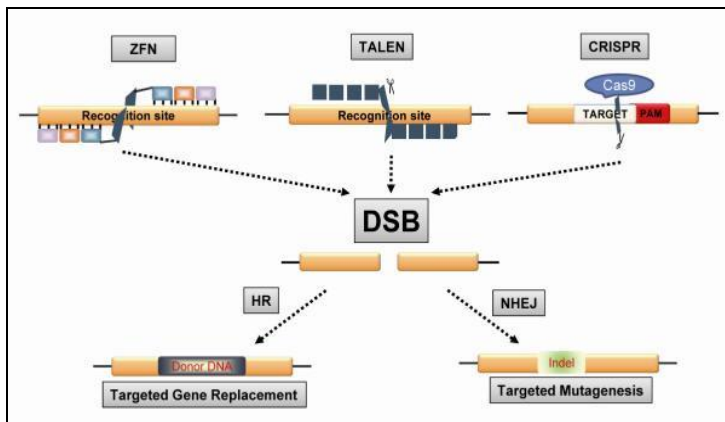 ZFN
TALEN
CRISPR
Cas9
Recognition site
Recognition site
TARGET
PAM
DSB
HR
NHEJ
Donor DNA
Indel
Targeted Gene Replacement
Targeted Mutagenesis